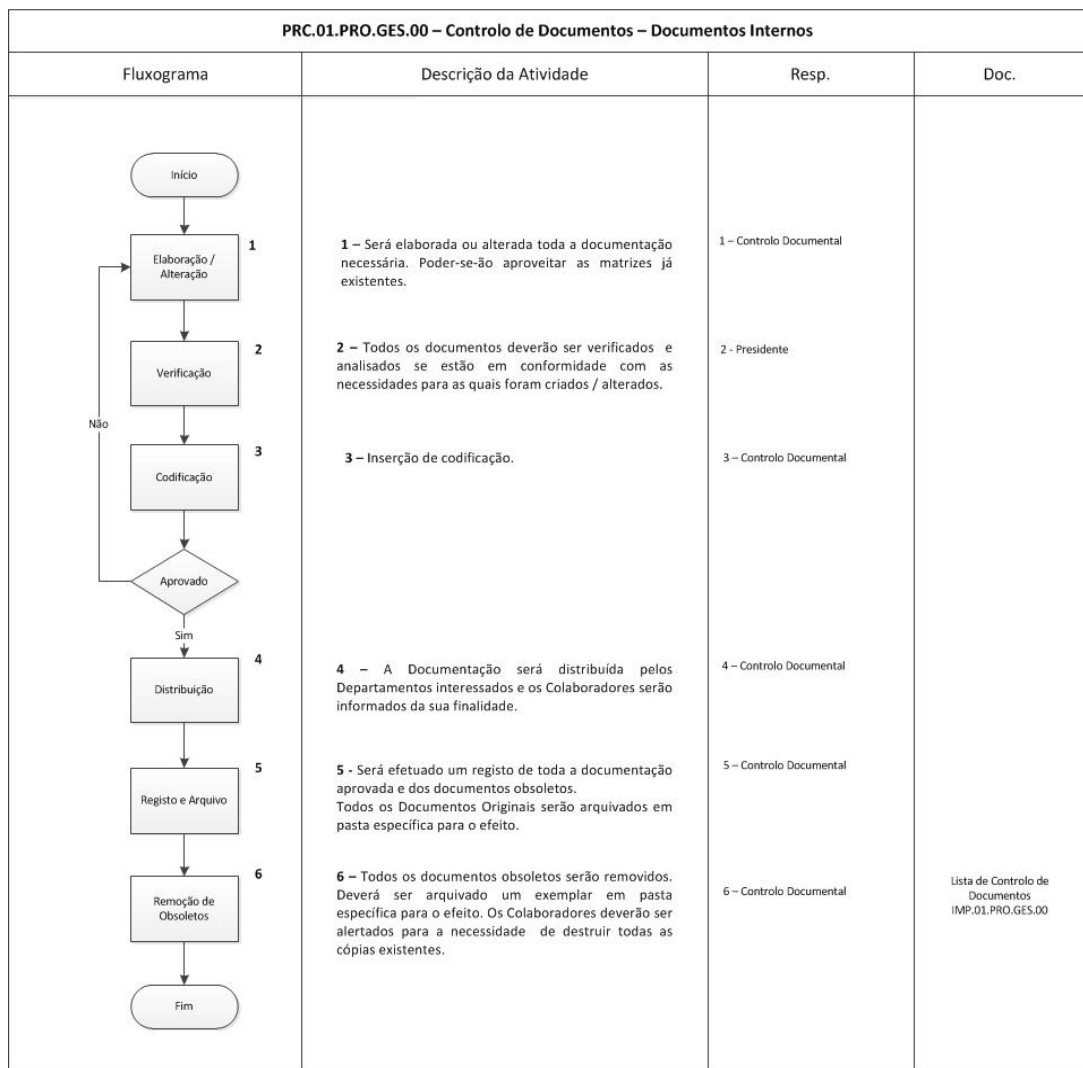 PRC.01.PRO.GES.00 – Controlo de Documentos – Documentos Internos
Fluxograma
Descrição da Atividade
Resp.
Doc.
Início
Elaboração /
Alteração
1
1 – Será elaborada ou alterada toda a documentação
necessária. Poder-se-ão aproveitar as matrizes já
existentes.
1 – Controlo Documental
Verificação
2
2 – Todos os documentos deverão ser verificados e
analisados se estão em conformidade com as
necessidades para as quais foram criados / alterados.
2 - Presidente
Não
Codificação
3
3 – Inserção de codificação.
3 – Controlo Documental
Aprovado
Sim
Distribuição
4
4 – A Documentação será distribuída pelos
Departamentos interessados e os Colaboradores serão
informados da sua finalidade.
4 – Controlo Documental
Registo e Arquivo
5
5 - Será efetuado um registo de toda a documentação
aprovada e dos documentos obsoletos.
Todos os Documentos Originais serão arquivados em
pasta específica para o efeito.
5 – Controlo Documental
Remoção de
Obsoletos
6
6 – Todos os documentos obsoletos serão removidos.
Deverá ser arquivado um exemplar em pasta
específica para o efeito. Os Colaboradores deverão ser
alertados para a necessidade de destruir todas as
cópias existentes.
6 – Controlo Documental
Lista de Controlo de
Documentos
IMP.01.PRO.GES.00
Fim